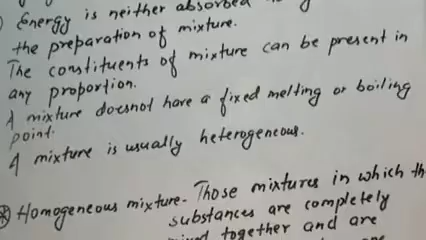 Energy is neither absorbed
the preparation of mixture.
The constituents of mixture can be present in
any proportion.
A mixture doesnot have a fixed melting or boiling
point.
A mixture is usually heterogeneous.
Homogeneous mixture - Those mixtures in which th
substances are completely
together and are